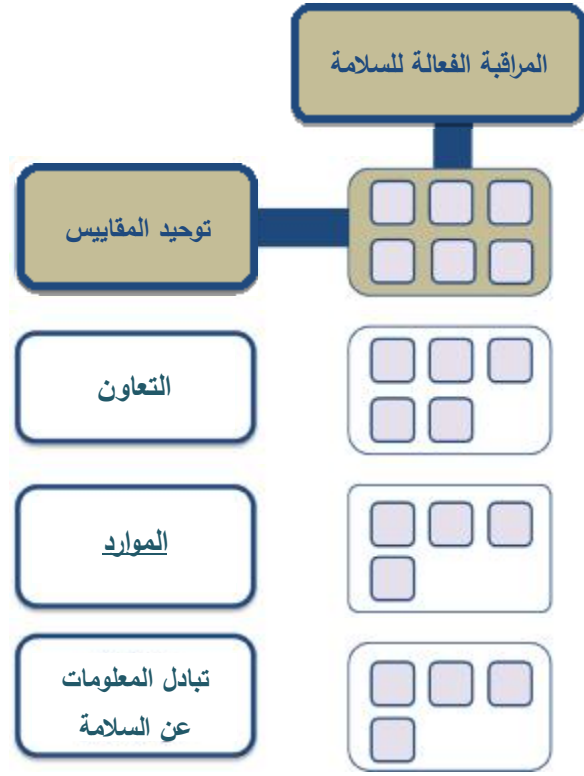 المراقبة الفعالة للسلامة
توحيد المقاييس
التعاون
الموارد
تبادل المعلومات
عن السلامة